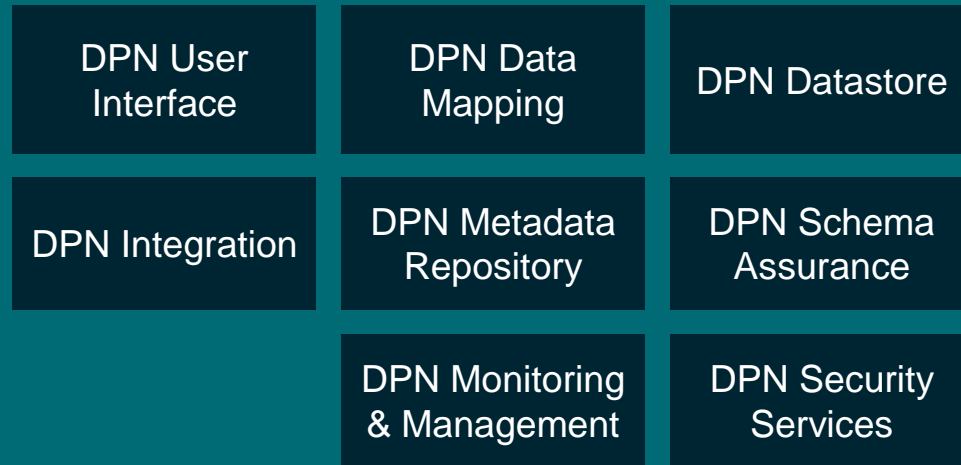 DPN User
Interface
DPN Data
Mapping
DPN Datastore
DPN Integration
DPN Metadata
Repository
DPN Schema
Assurance
DPN Monitoring
& Management
DPN Security
Services